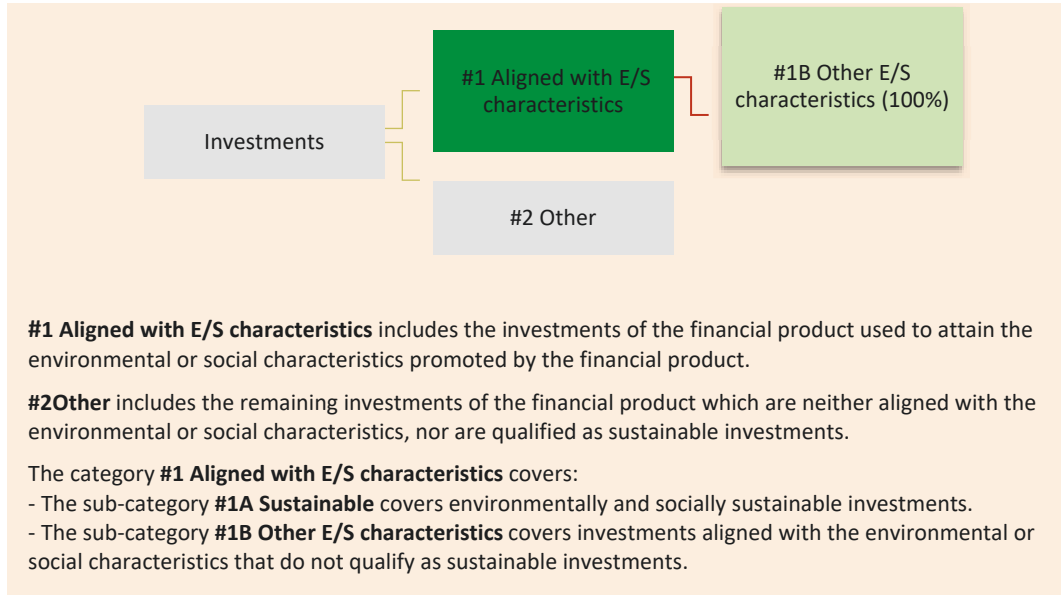 #1 Aligned with E/S
characteristics
#1B Other E/S
characteristics (100%)
Investments
#2 Other
#1 Aligned with E/S characteristics includes the investments of the financial product used to attain the
environmental or social characteristics promoted by the financial product.
#2Other includes the remaining investments of the financial product which are neither aligned with the
environmental or social characteristics, nor are qualified as sustainable investments.
The category #1 Aligned with E/S characteristics covers:
- The sub-category #1A Sustainable covers environmentally and socially sustainable investments.
- The sub-category #1B Other E/S characteristics covers investments aligned with the environmental or
social characteristics that do not qualify as sustainable investments.